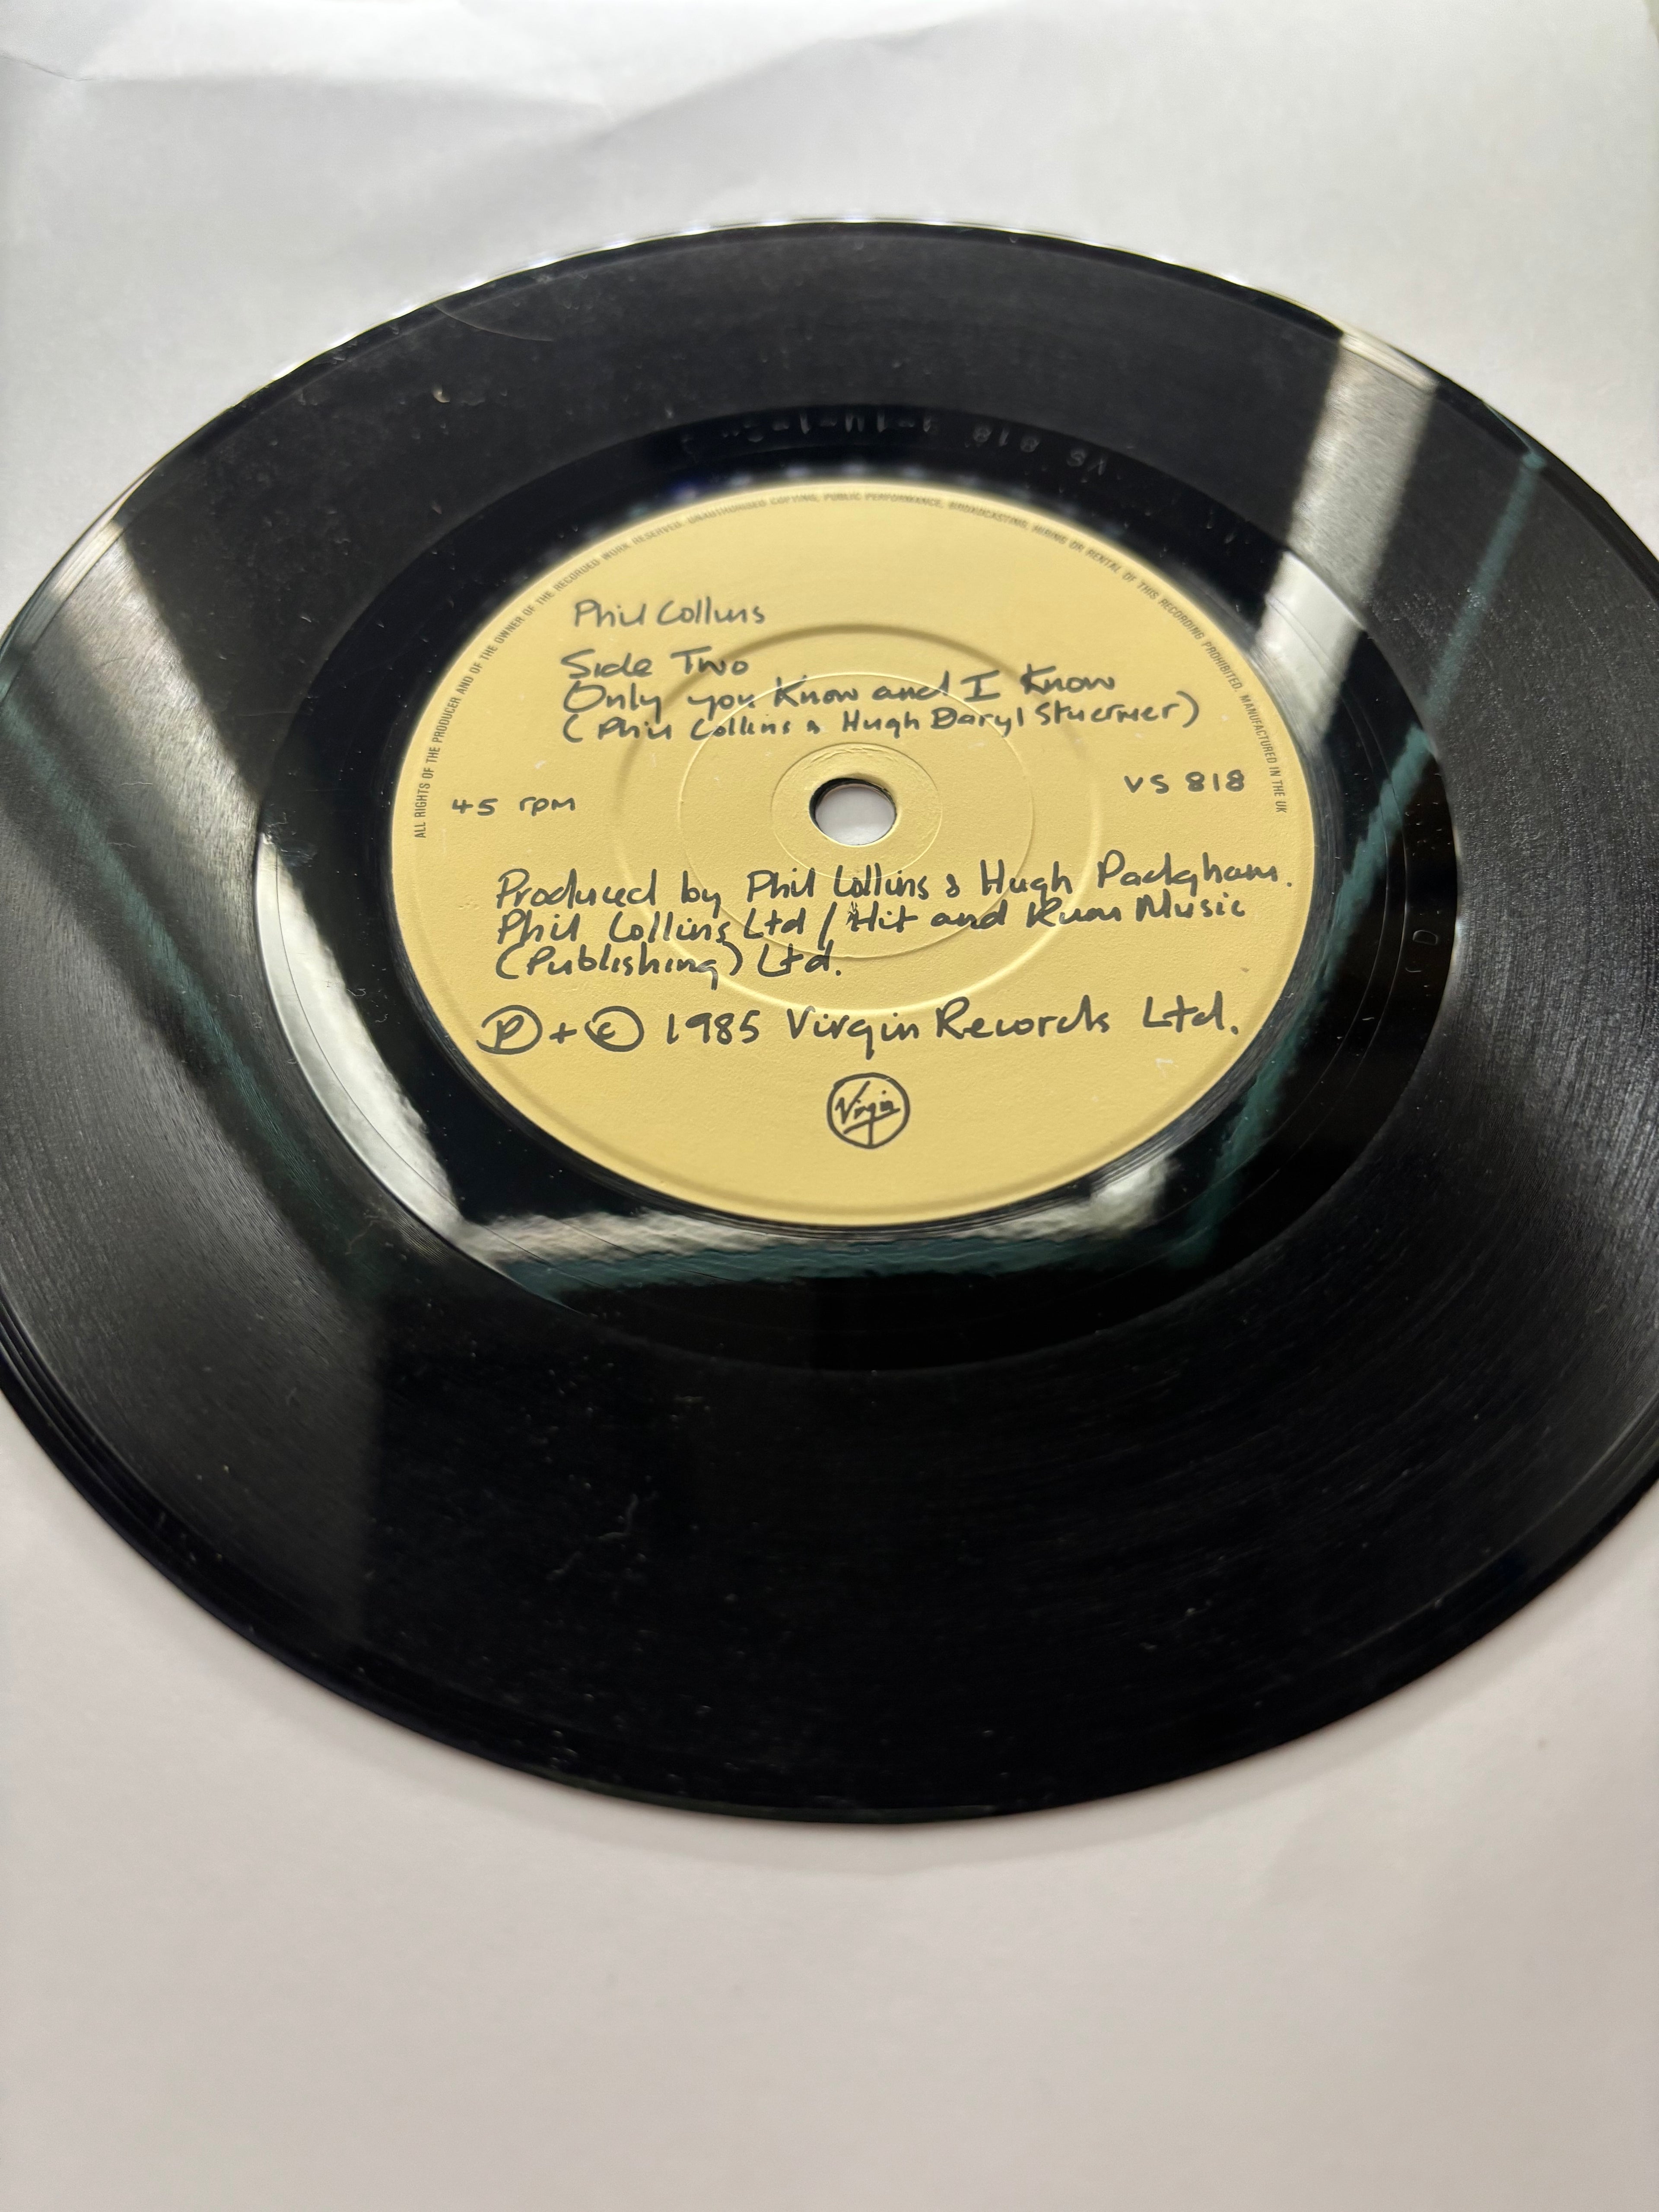 ALL RIGHTS OF THE PRODUCER AND OF THE OWNER OF THE RECORDED WORK RESERVED. UNAUTHORISED COPYING, PUBLIC PERFORMANCE, BROADCASTING, HIRING OR RENTAL OF THIS RECORDING PROHIBITED. MANUFACTURED IN THE UK
Phil Collins
Side Two
Only you Know and I Know
(Phil Collins & Hugh Daryl Stuermer)
45 rpm
VS 818
Produced by Phil Collins & Hugh Padgham.
Phil Collins Ltd / Hit and Run Music
(Publishing) Ltd.
Ⓟ + © 1985 Virgin Records Ltd.
Virgin
VS 818